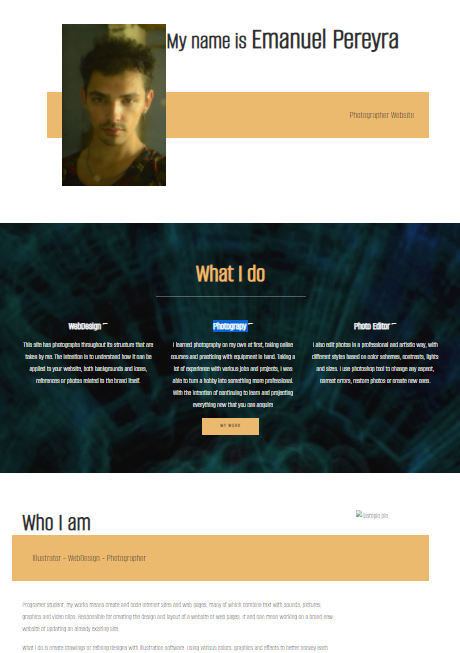 My name is Emanuel Pereyra
Photographer Website
What I do
WebDesign
This site has photographs throughout its structure that are
taken by me. The intention is to understand how it can be
applied to your website, both backgrounds and icons,
references or photos related to the brand itself.
Photograpy
I learned photography on my own at first, taking online
courses and practicing with equipment in hand. Taking a
lot of experience with various jobs and projects, I was
able to turn a hobby into something more professional.
With the intention of continuing to learn and projecting
everything new that you can acquire
MY WORK
Photo Editor
I also edit photos in a professional and artistic way, with
different styles based on color schemes, contrasts, lights
and sizes. I use photoshop tool to change any aspect,
correct errors, restore photos or create new ones.
Who I am
Illustrator - WebDesign - Photographer
Programer student, my works means create and code internet sites and web pages, many of which combine text with sounds, pictures,
graphics and video clips. Responsible for creating the design and layout of a website or web pages. It and can mean working on a brand new
website or updating an already existing site.
What I do is create drawings or refining designs with illustration software, using various colors, graphics and effects to better convey each